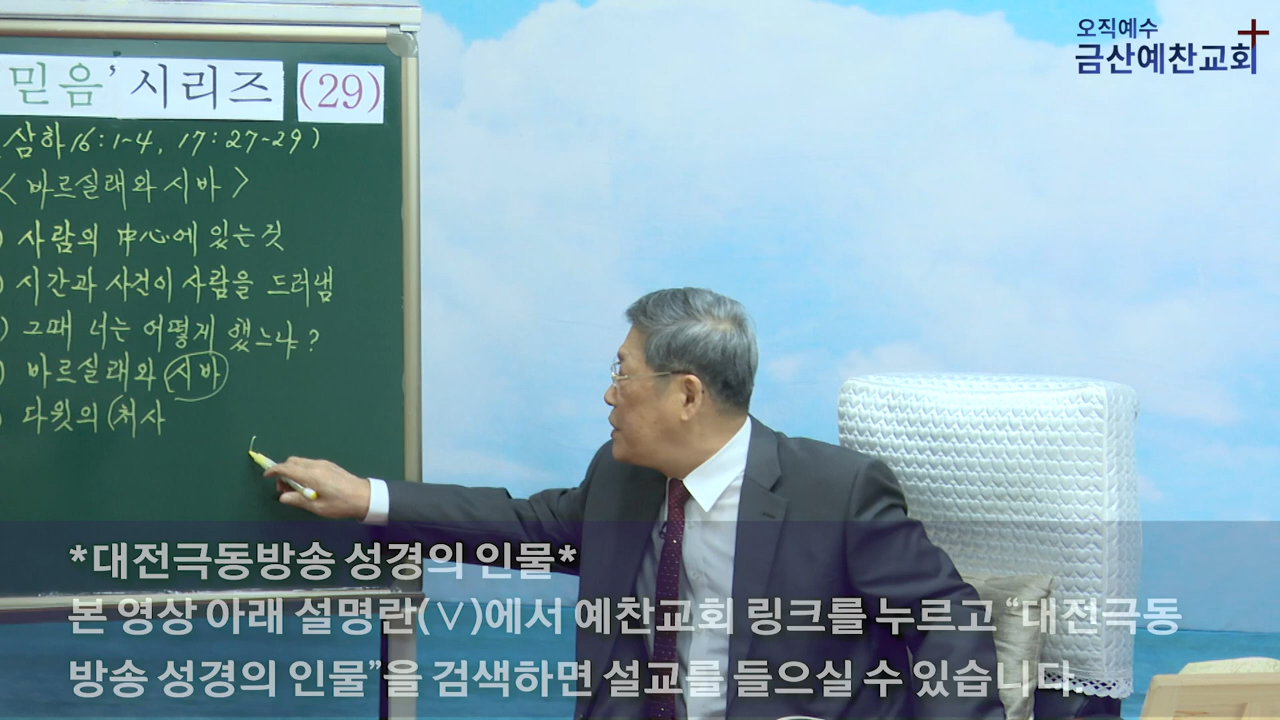 오직예수
금산예찬교회
믿음’시리즈 (29)
삼하16:1-4, 17:27-29)
<바르실래와 시바>
) 사람의 中心에 있는것
) 시간과 사건이 사람을 드러냄
) 그때 너는 어떻게 했느냐?
) 바르실래와 시바
) 다윗의 처사
*대전극동방송 성경의 인물*
본 영상 아래 설명란(∨)에서 예찬교회 링크를 누르고 “대전극동
방송 성경의 인물”을 검색하면 설교를 들으실 수 있습니다.